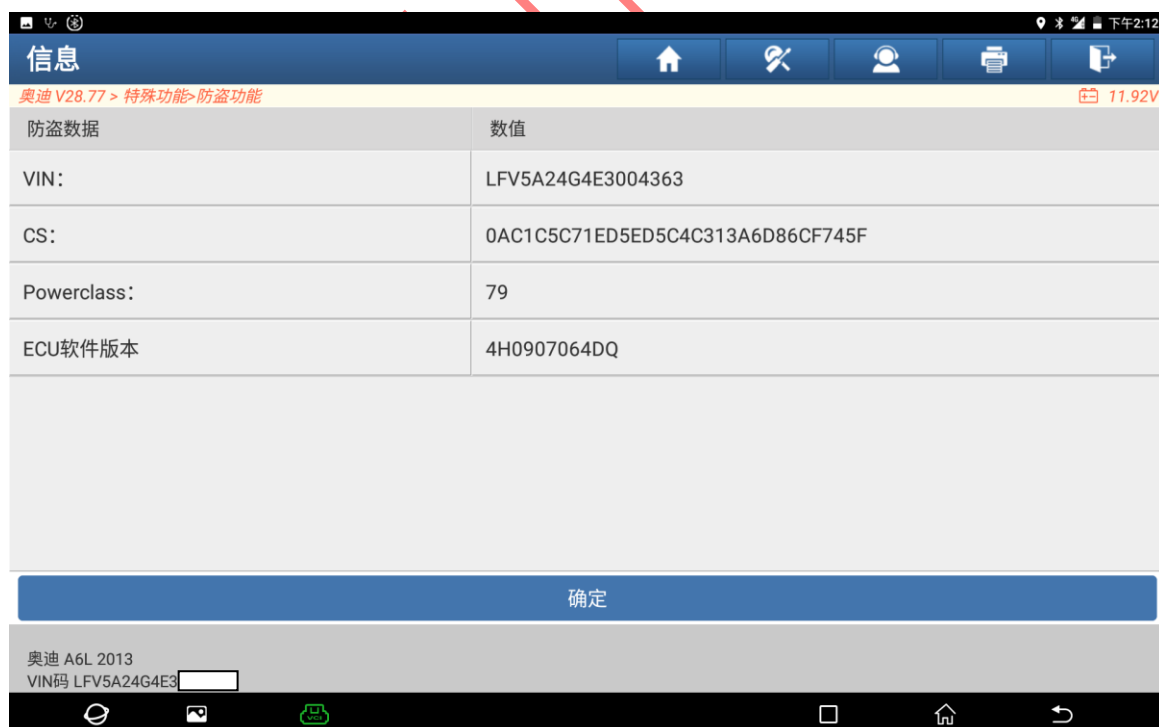 下午2:12
信息
奥迪 V28.77 > 特殊功能>防盗功能
11.92V
防盗数据 数值
VIN： LFV5A24G4E3004363
CS： 0AC1C5C71ED5ED5C4C313A6D86CF745F
Powerclass： 79
ECU软件版本 4H0907064DQ
确定
奥迪 A6L 2013
VIN码 LFV5A24G4E3
VCI